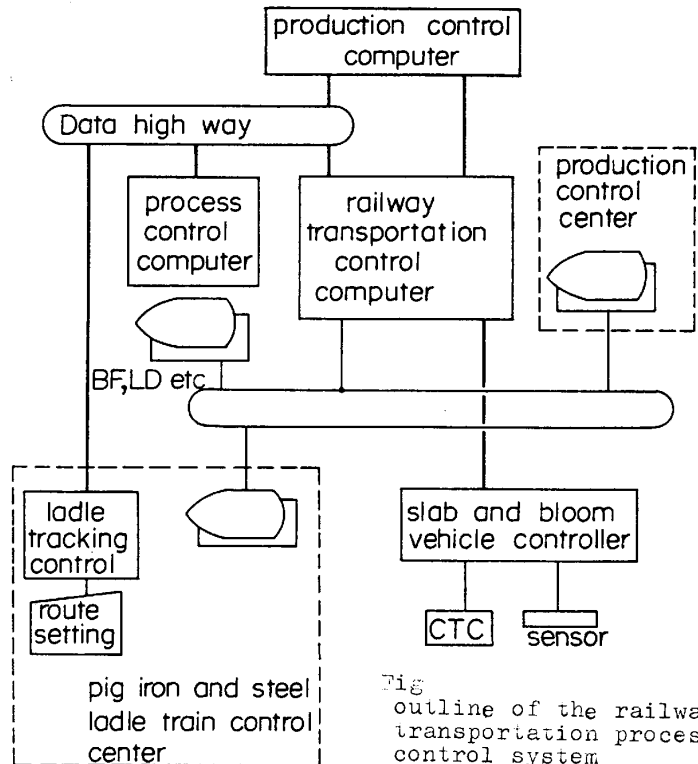 production control
computer
Data high way
process
control
computer
railway
transportation
control
computer
production
control
center
BF,LD etc
ladle
tracking
control
route
setting
slab and bloom
vehicle controller
CTC
sensor
pig iron and steel
ladle train control
center
Fig
outline of the railwa
transportation proces
control system